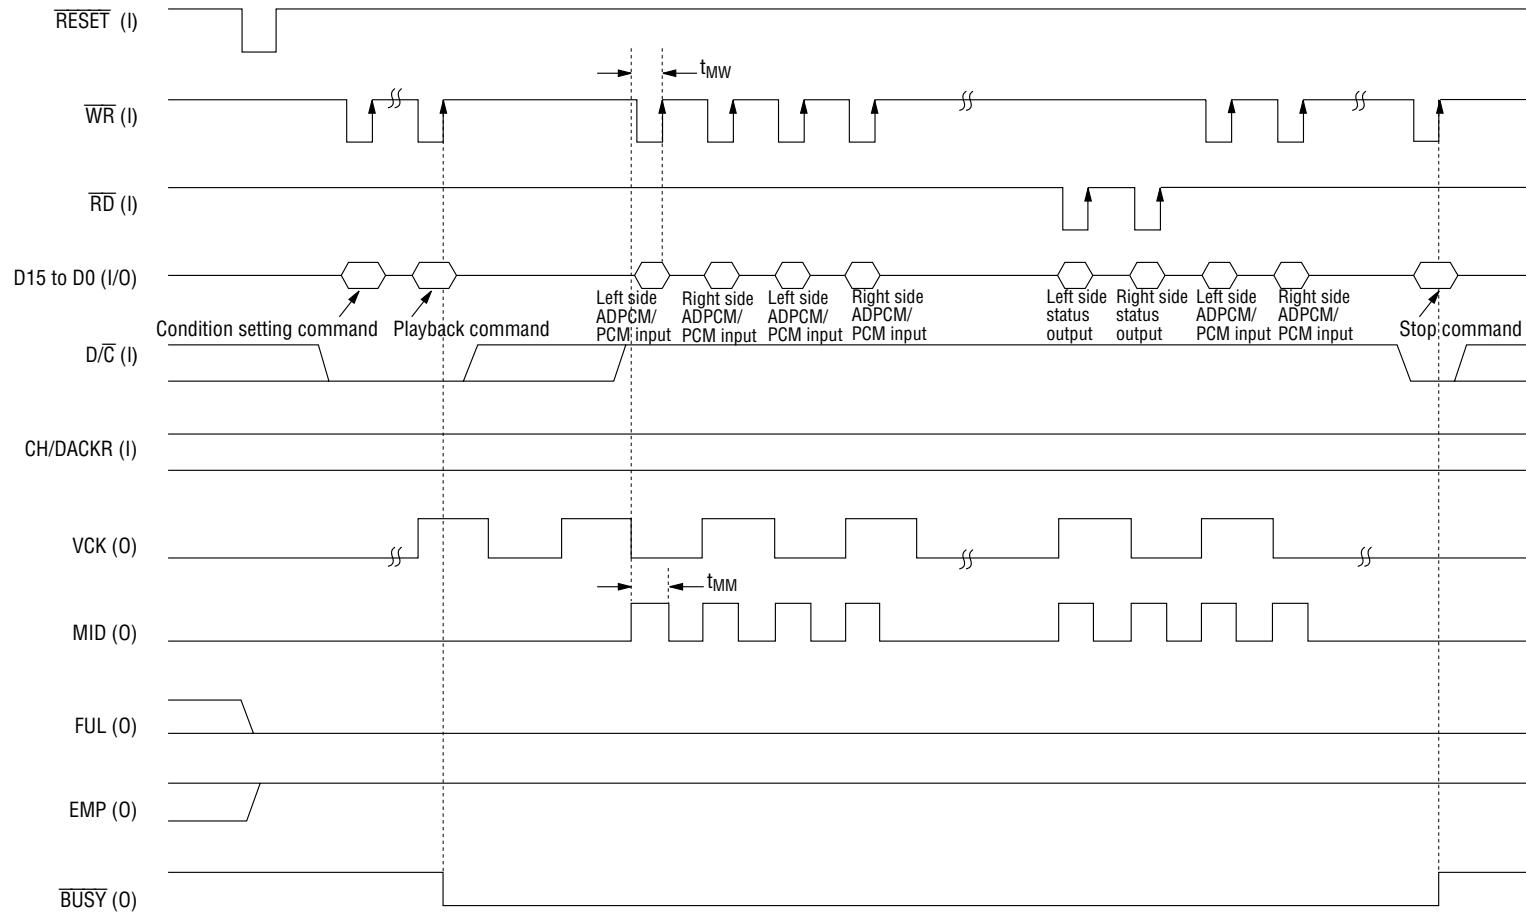 RESET (I)
tMW
WR (I)
RD (I)
D15 to D0 (I/O)
Condition setting command
Playback command
Left side
ADPCM/
PCM input
Right side
ADPCM/
PCM input
Left side
ADPCM/
PCM input
Right side
ADPCM/
PCM input
Left side
status
output
Right side
status
output
Left side
ADPCM/
PCM input
Right side
ADPCM/
PCM input
Stop command
D/C (I)
CH/DACKR (I)
VCK (O)
tMM
MID (O)
FUL (O)
EMP (O)
BUSY (O)